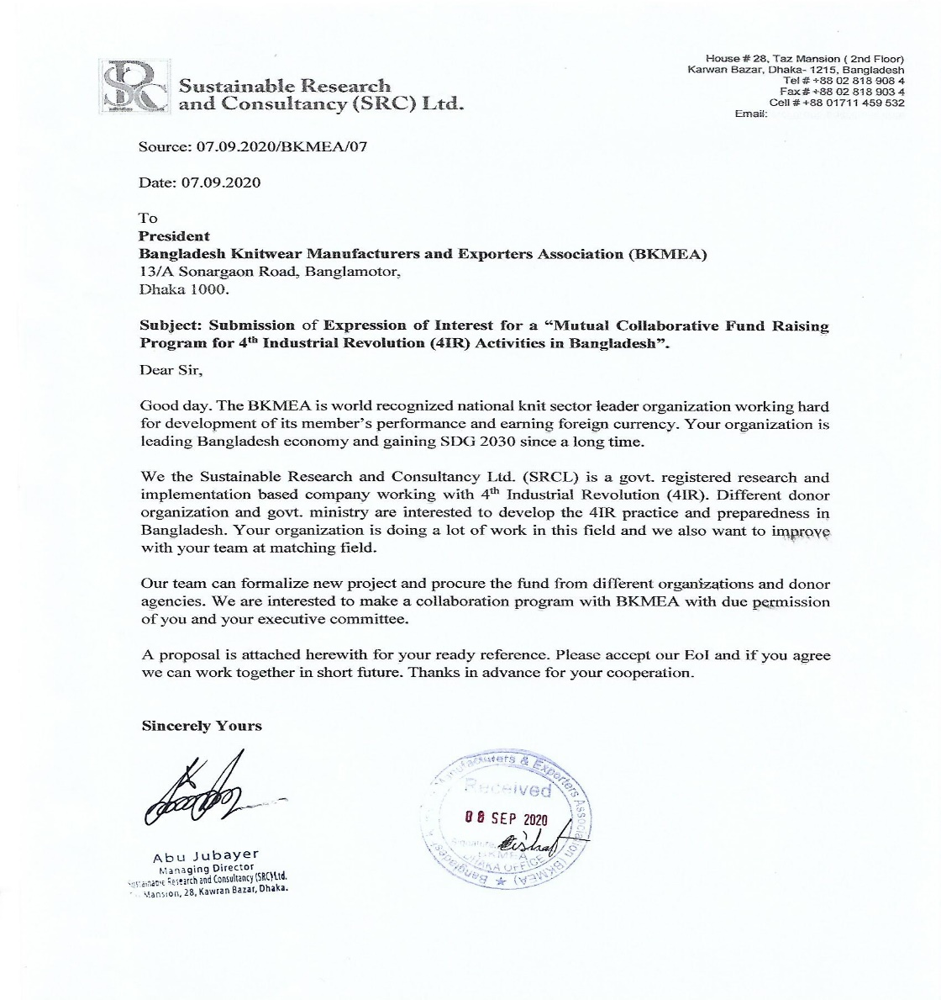 SRC
Sustainable Research
and Consultancy (SRC) Ltd.
House # 28, Taz Mansion ( 2nd Floor)
Karwan Bazar, Dhaka- 1215, Bangladesh
Tel # +88 02 818 908 4
Fax # +88 02 818 903 4
Cell # +88 01711 459 532
Email:
Source: 07.09.2020/BKMEA/07
Date: 07.09.2020
To
President
Bangladesh Knitwear Manufacturers and Exporters Association (BKMEA)
13/A Sonargaon Road, Banglamotor,
Dhaka 1000.
Subject: Submission of Expression of Interest for a “Mutual Collaborative Fund Raising
Program for 4th Industrial Revolution (4IR) Activities in Bangladesh”.
Dear Sir,
Good day. The BKMEA is world recognized national knit sector leader organization working hard
for development of its member’s performance and earning foreign currency. Your organization is
leading Bangladesh economy and gaining SDG 2030 since a long time.
We the Sustainable Research and Consultancy Ltd. (SRCL) is a govt. registered research and
implementation based company working with 4th Industrial Revolution (4IR). Different donor
organization and govt. ministry are interested to develop the 4IR practice and preparedness in
Bangladesh. Your organization is doing a lot of work in this field and we also want to improve
with your team at matching field.
Our team can formalize new project and procure the fund from different organizations and donor
agencies. We are interested to make a collaboration program with BKMEA with due permission
of you and your executive committee.
A proposal is attached herewith for your ready reference. Please accept our EoI and if you agree
we can work together in short future. Thanks in advance for your cooperation.
Sincerely Yours
Abu Jubayer
Managing Director
Sustainable Research and Consultancy (SRC) Ltd.
Mansion, 28, Kawran Bazar, Dhaka.
Manufacturers & Exporters Association (BKMEA) ★ Bangladesh
Received
08 SEP 2020
Signature
BKMEA
DHAKA OFFICE